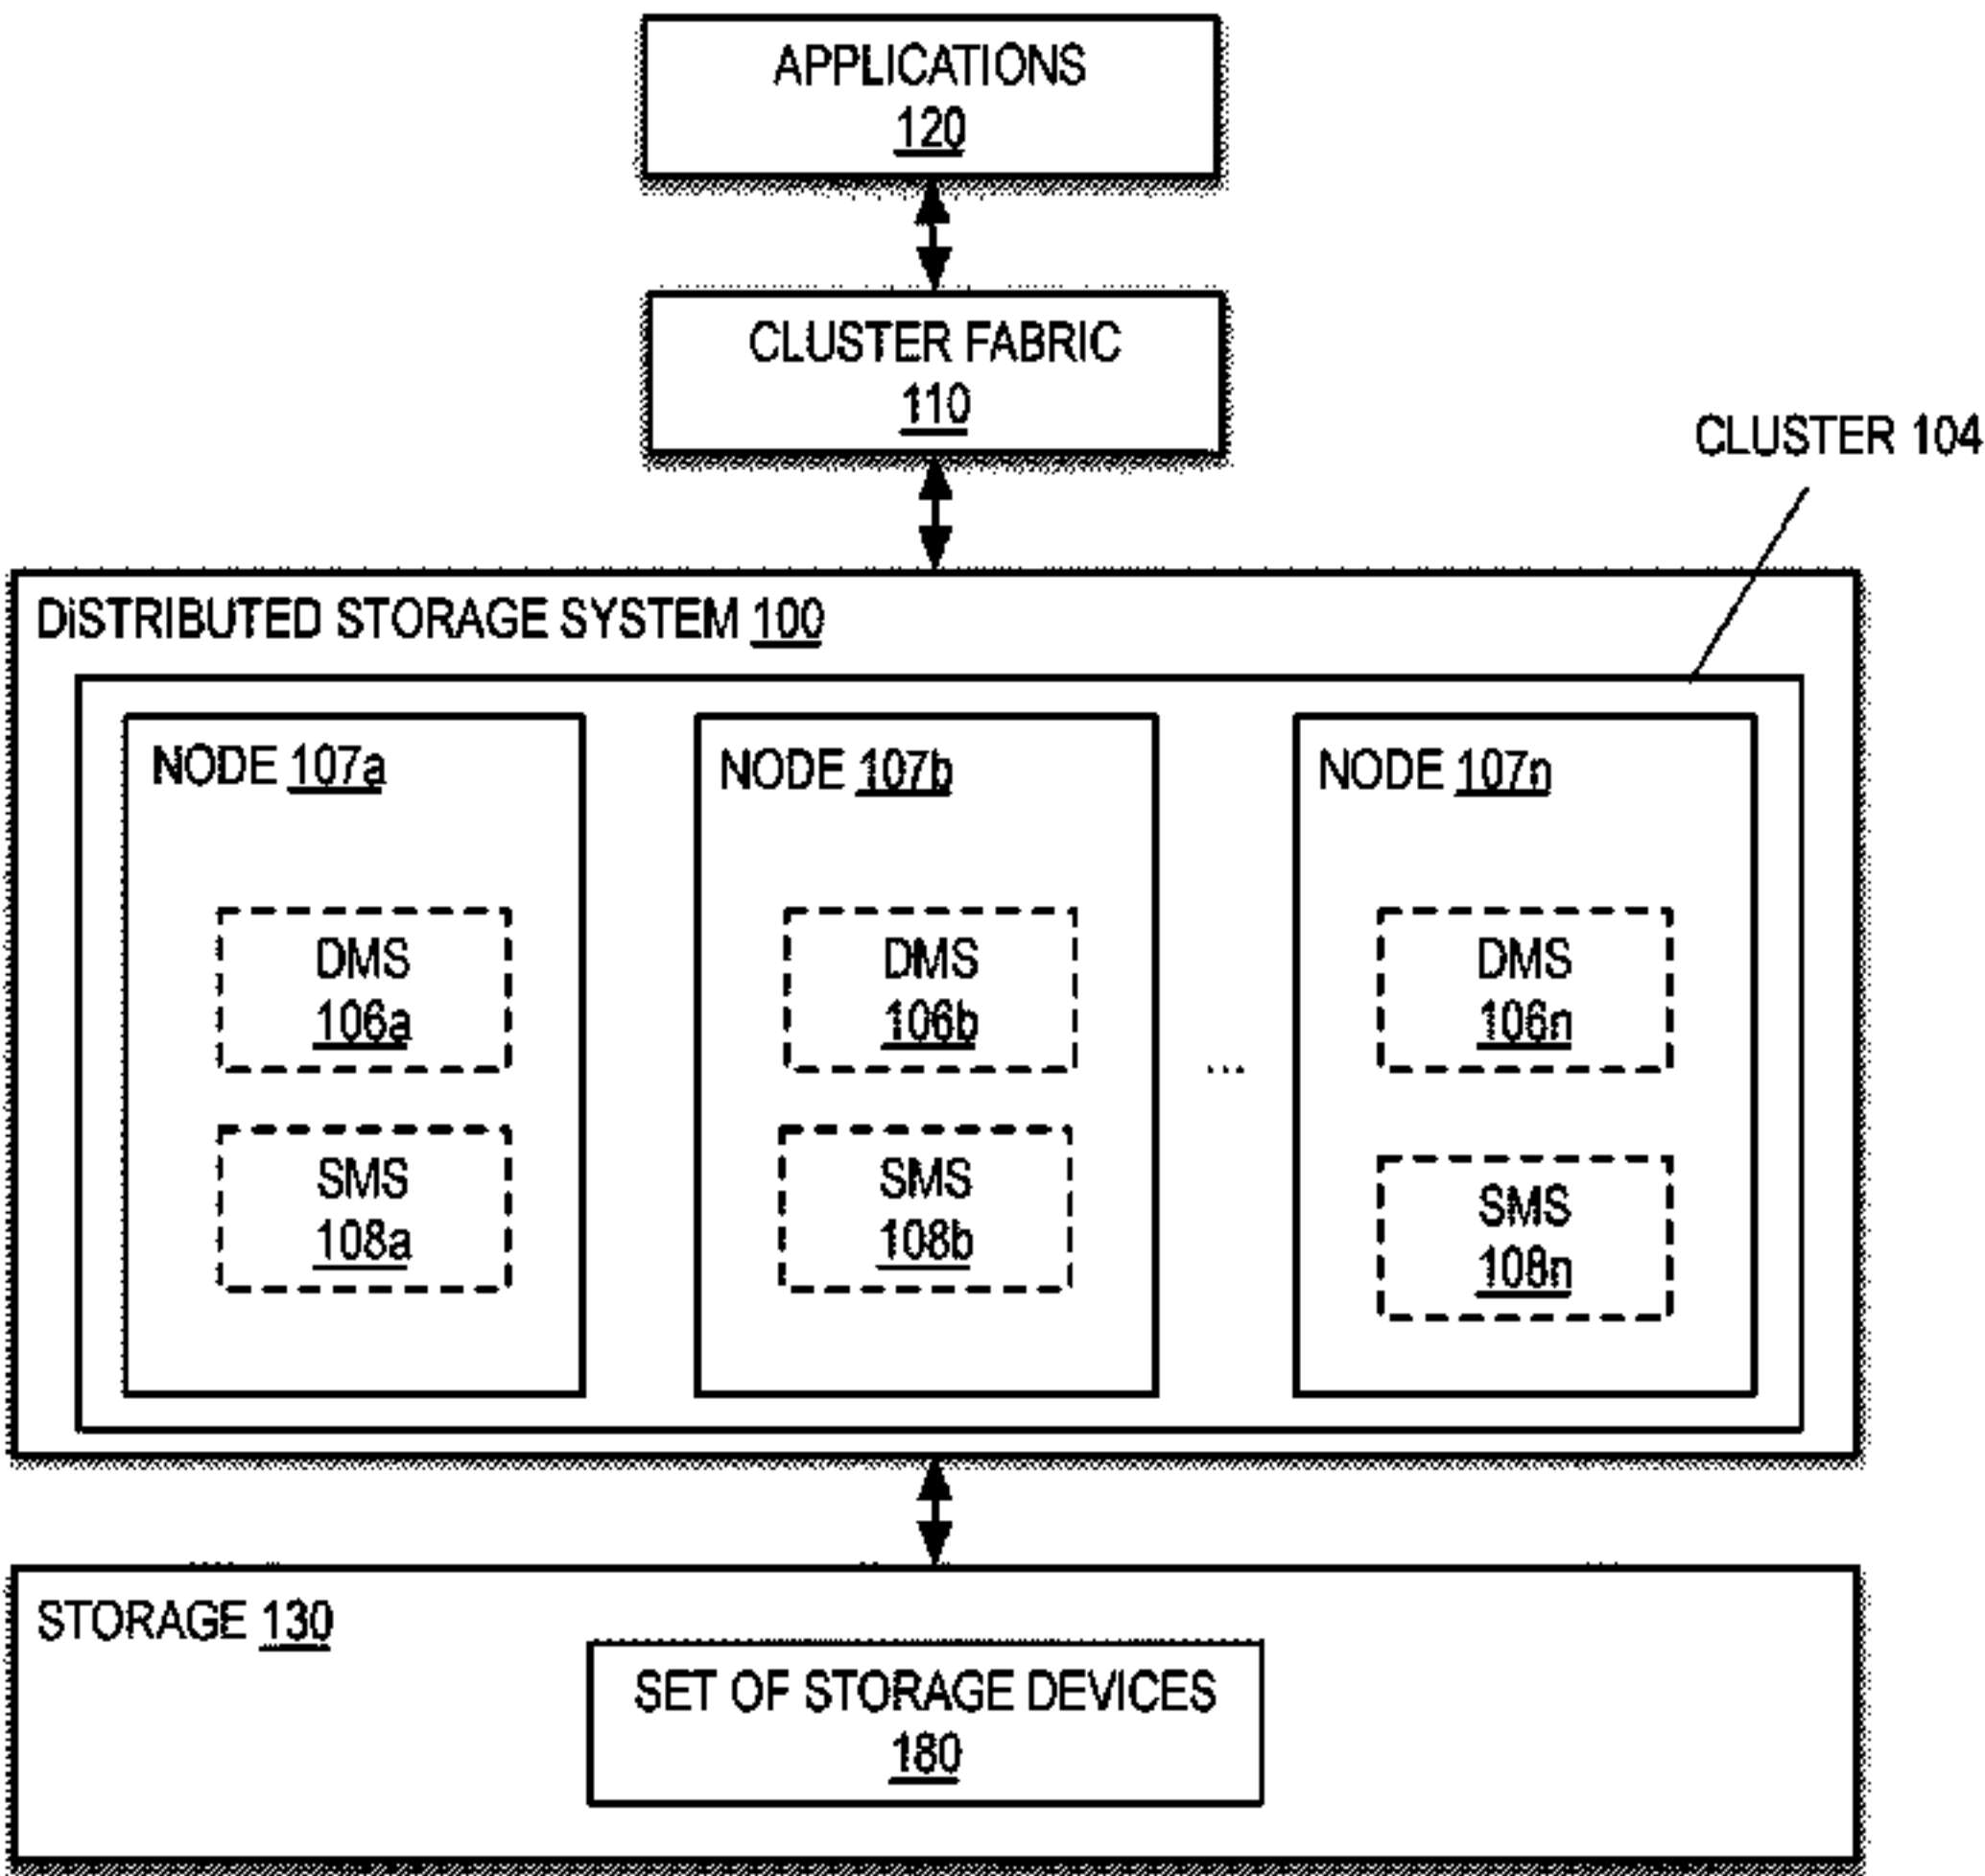 APPLICATIONS
120
CLUSTER FABRIC
110
CLUSTER 104
DISTRIBUTED STORAGE SYSTEM 100
NODE 107a
NODE 107b
NODE 107n
DMS
106a
DMS
106b
DMS
106n
...
SMS
108a
SMS
108b
SMS
108n
STORAGE 130
SET OF STORAGE DEVICES
180